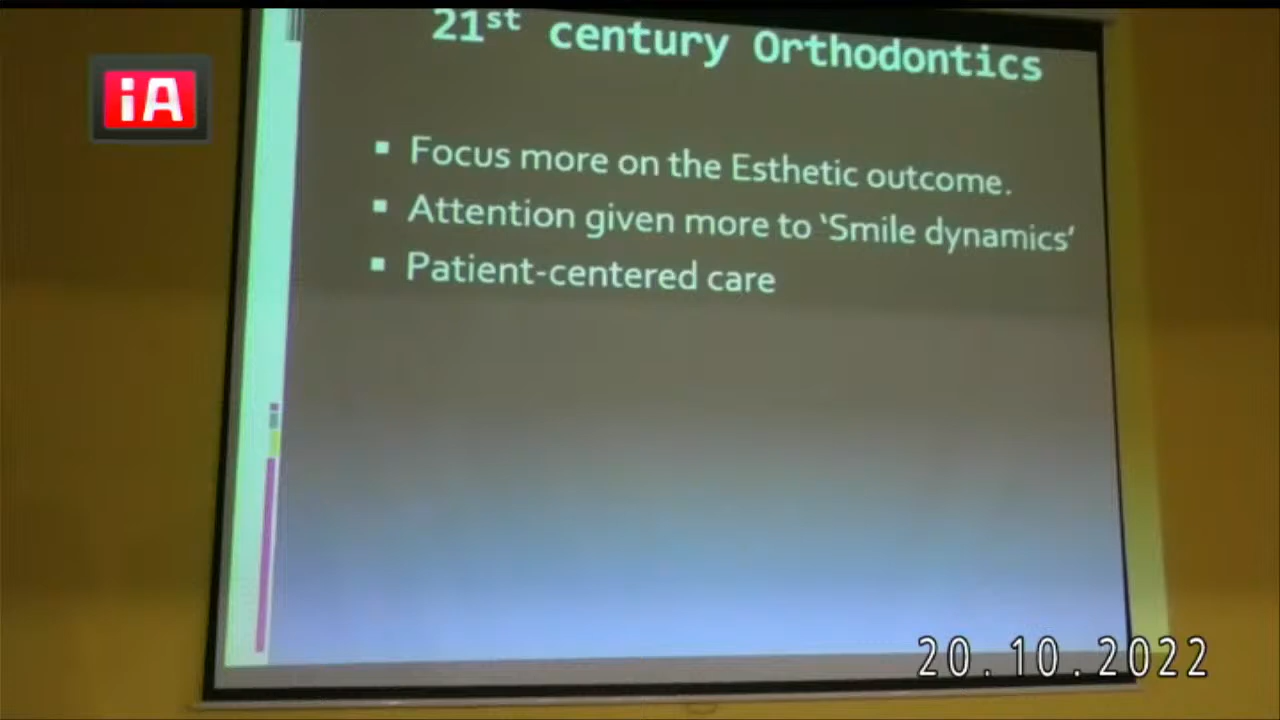 21st century Orthodontics
iA
Focus more on the Esthetic outcome.
Attention given more to ‘Smile dynamics’
Patient-centered care
20.10.2022